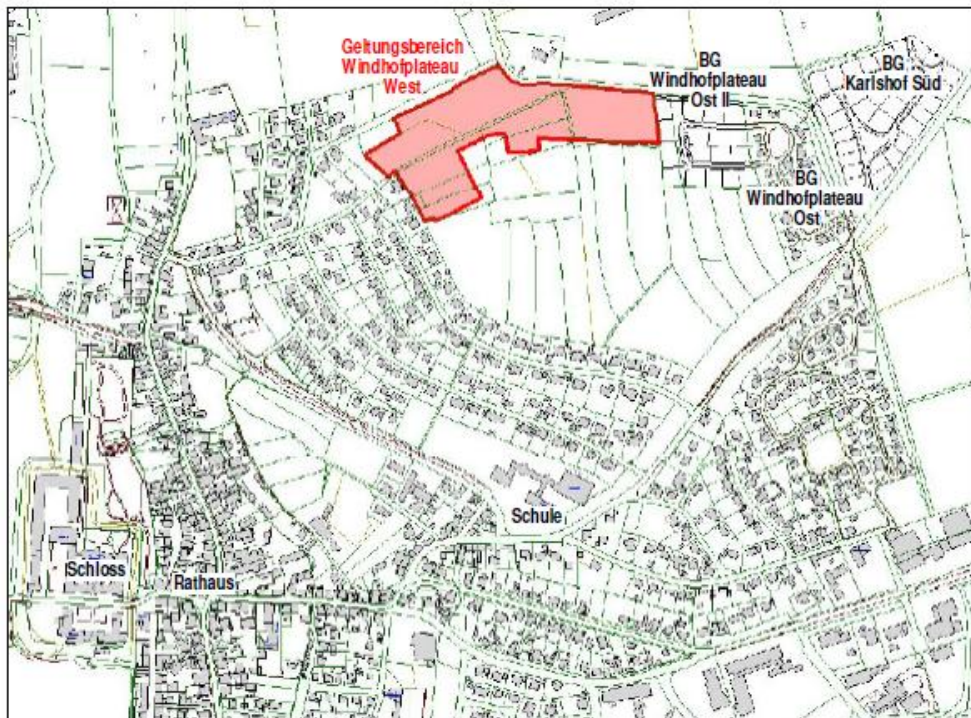 Geltungsbereich
Windhofplateau
West
BG
Windhofplateau
Ost II
BG
Karlshof Süd
BG
Windhofplateau
Ost
Schule
Schloss
Rathaus